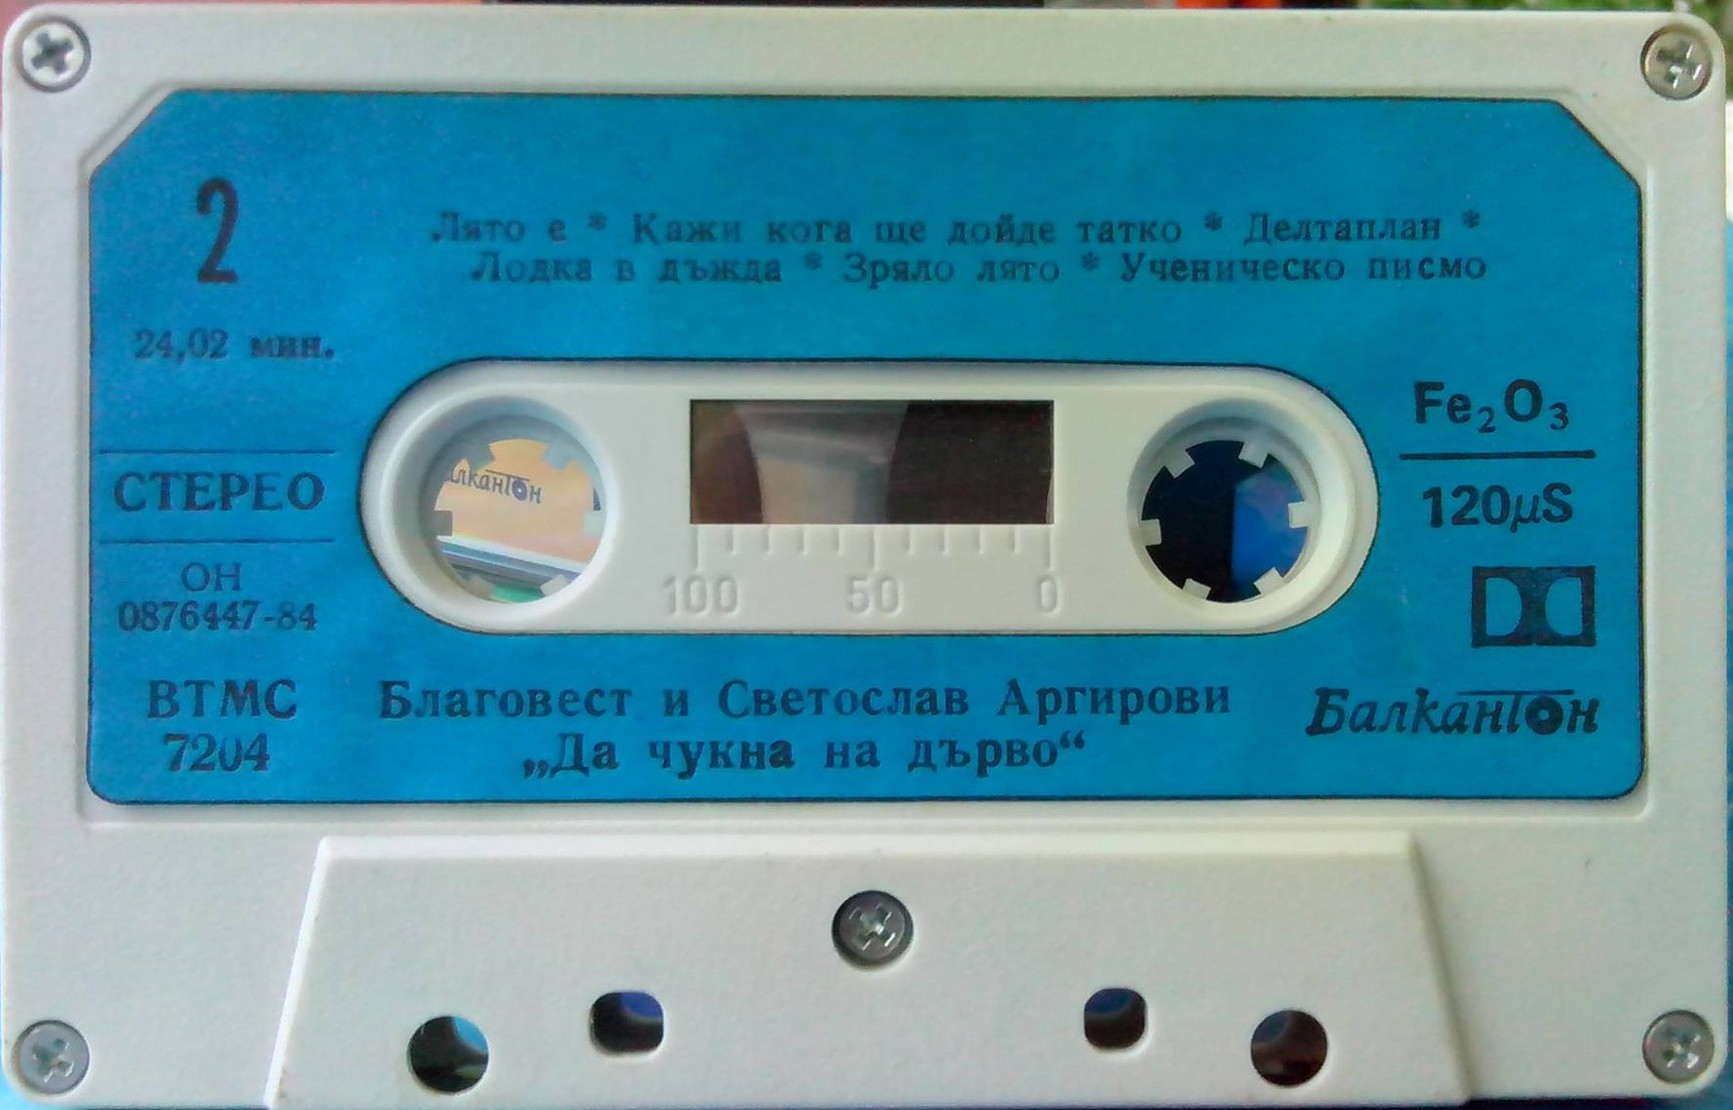 2
Лято е * Кажи кога ще дойде татко * Делтаплан *
Лодка в дъжда * Зряло лято * Ученическо писмо
24,02 мин.
СТЕРЕО
ОН
0876447-84
ВТМС
7204
Fe₂O₃
120µS
100 50 0
Благовест и Светослав Аргирови
„Да чукна на дърво“
Балкантон